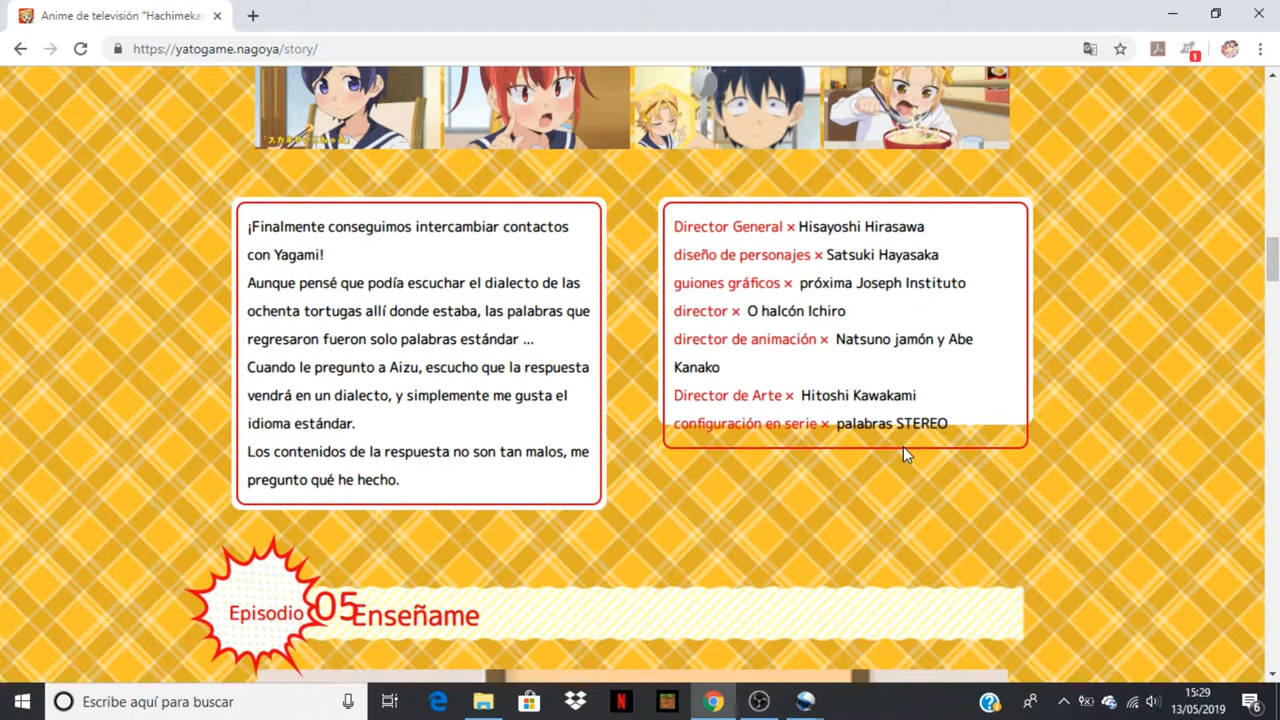 Anime de televisión "Hachimekan
https://yatogame.nagoya/story/
1
¡Finalmente conseguimos intercambiar contactos
con Yagami!
Aunque pensé que podía escuchar el dialecto de las
ochenta tortugas allí donde estaba, las palabras que
regresaron fueron solo palabras estándar ...
Cuando le pregunto a Aizu, escucho que la respuesta
vendrá en un dialecto, y simplemente me gusta el
idioma estándar.
Los contenidos de la respuesta no son tan malos, me
pregunto qué he hecho.
Director General × Hisayoshi Hirasawa
diseño de personajes × Satsuki Hayasaka
guiones gráficos × próxima Joseph Instituto
director × O halcón Ichiro
director de animación × Natsuno jamón y Abe
Kanako
Director de Arte × Hitoshi Kawakami
configuración en serie × palabras STEREO
Episodio 05 Enseñame
Escribe aquí para buscar
15:29
13/05/2019
6